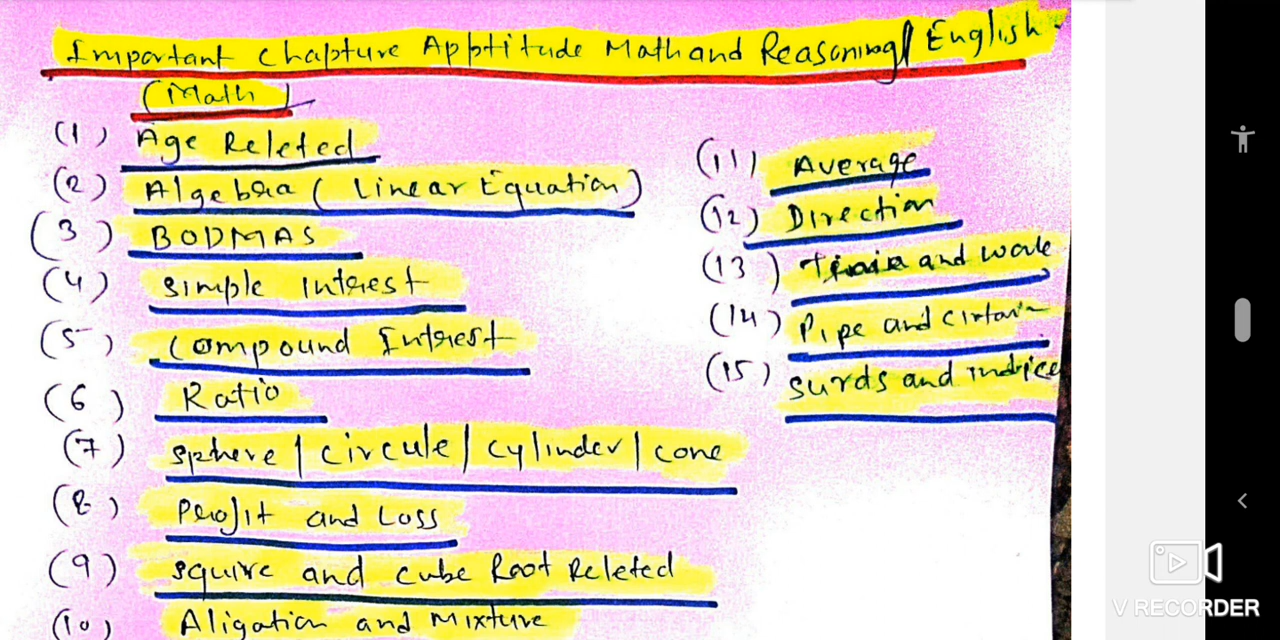 Important Chapture Apptitude Math and Reasoning/English
(Math)
(1) Age Releted
(2) Algebra (Linear Equation)
(3) BODMAS
(4) Simple Interest
(5) Compound Interest
(6) Ratio
(7) Sphere/circule/cylinder/cone
(8) Profit and Loss
(9) Squire and cube Root Releted
(10) Aligation and Mixture
(11) Average
(12) Direction
(13) and work
(14) Pipe and
(15) Surds and indice
V RECORDER